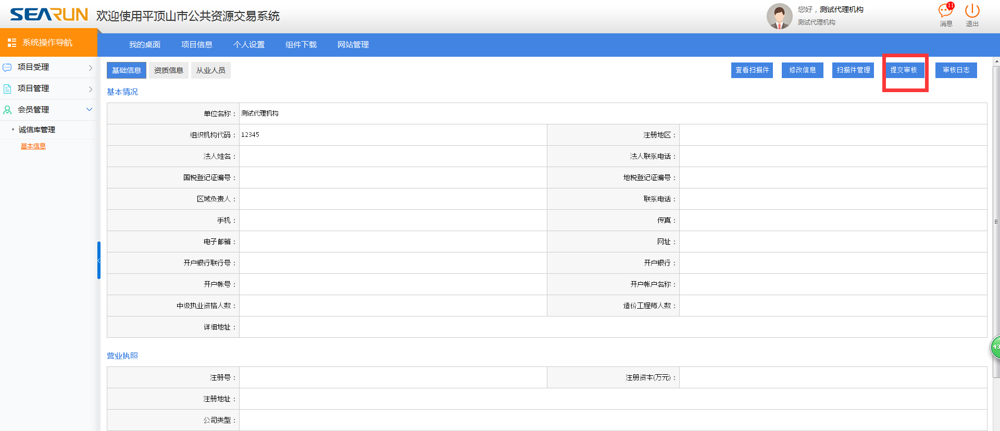 SEARUN 欢迎使用平顶山市公共资源交易系统
您好，测试代理机构
测试代理机构
11
消息
退出
系统操作导航
我的桌面 项目信息 个人设置 组件下载 网站管理
项目受理
项目管理
会员管理
诚信库管理
基本信息
基础信息 资质信息 从业人员
查看扫描件 修改信息 扫描件管理 提交审核 审核日志
基本情况
单位名称： 测试代理机构
组织机构代码： 12345 注册地区：
法人姓名： 法人联系电话：
国税登记证编号： 地税登记证编号：
区域负责人： 联系电话：
手机： 传真：
电子邮箱： 网址：
开户银行联行号： 开户银行：
开户帐号： 开户帐户名称：
中级执业资格人数： 造价工程师人数：
详细地址：
43
营业执照
注册号： 注册资本(万元)：
注册地址：
公司类型：